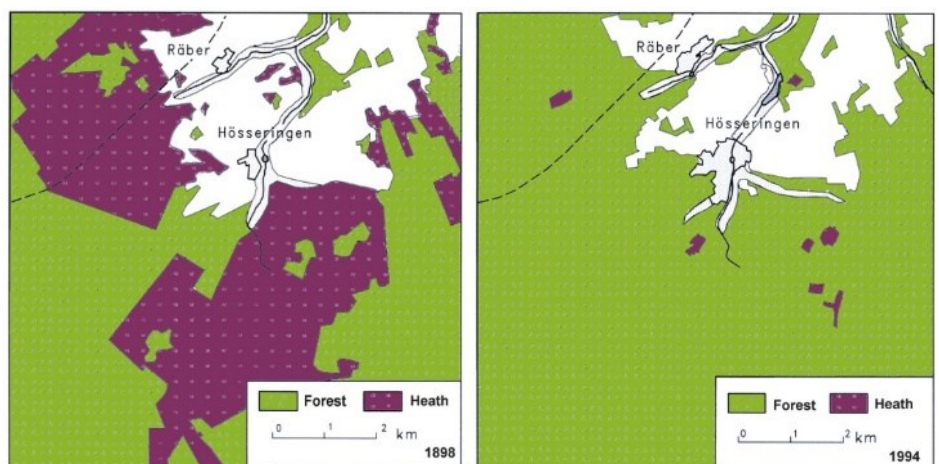 Räber
Hösseringen
Forest Heath
0 1 2 km
1898
Räber
Hösseringen
Forest Heath
0 1 2 km
1994